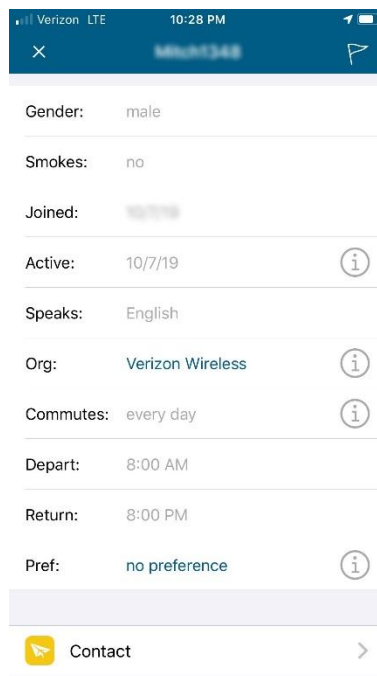 Verizon LTE 10:28 PM
Gender: male
Smokes: no
Joined:
Active: 10/7/19
Speaks: English
Org: Verizon Wireless
Commutes: every day
Depart: 8:00 AM
Return: 8:00 PM
Pref: no preference
Contact